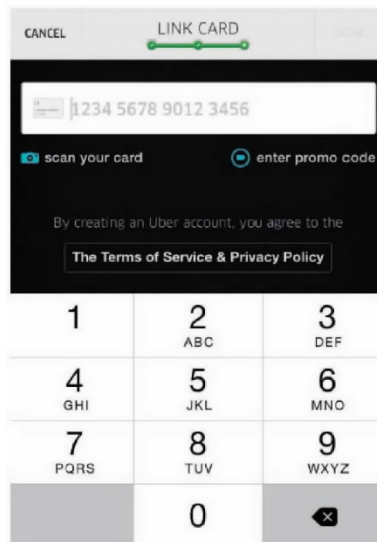 CANCEL LINK CARD DONE
1234 5678 9012 3456
scan your card enter promo code
By creating an Uber account, you agree to the
The Terms of Service & Privacy Policy
1 2 3
ABC DEF
4 5 6
GHI JKL MNO
7 8 9
PQRS TUV WXYZ
0